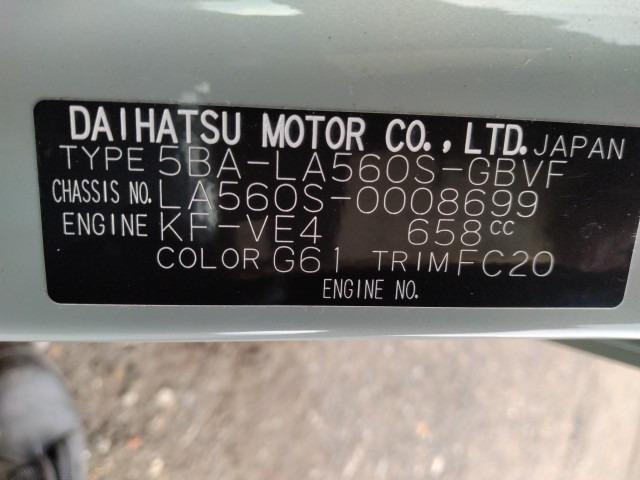 DAIHATSU MOTOR CO., LTD. JAPAN
TYPE 5BA-LA560S-GBVF
CHASSIS NO. LA560S-0008699
ENGINE KF-VE4 658cc
COLOR G61 TRIM FC20
ENGINE NO.